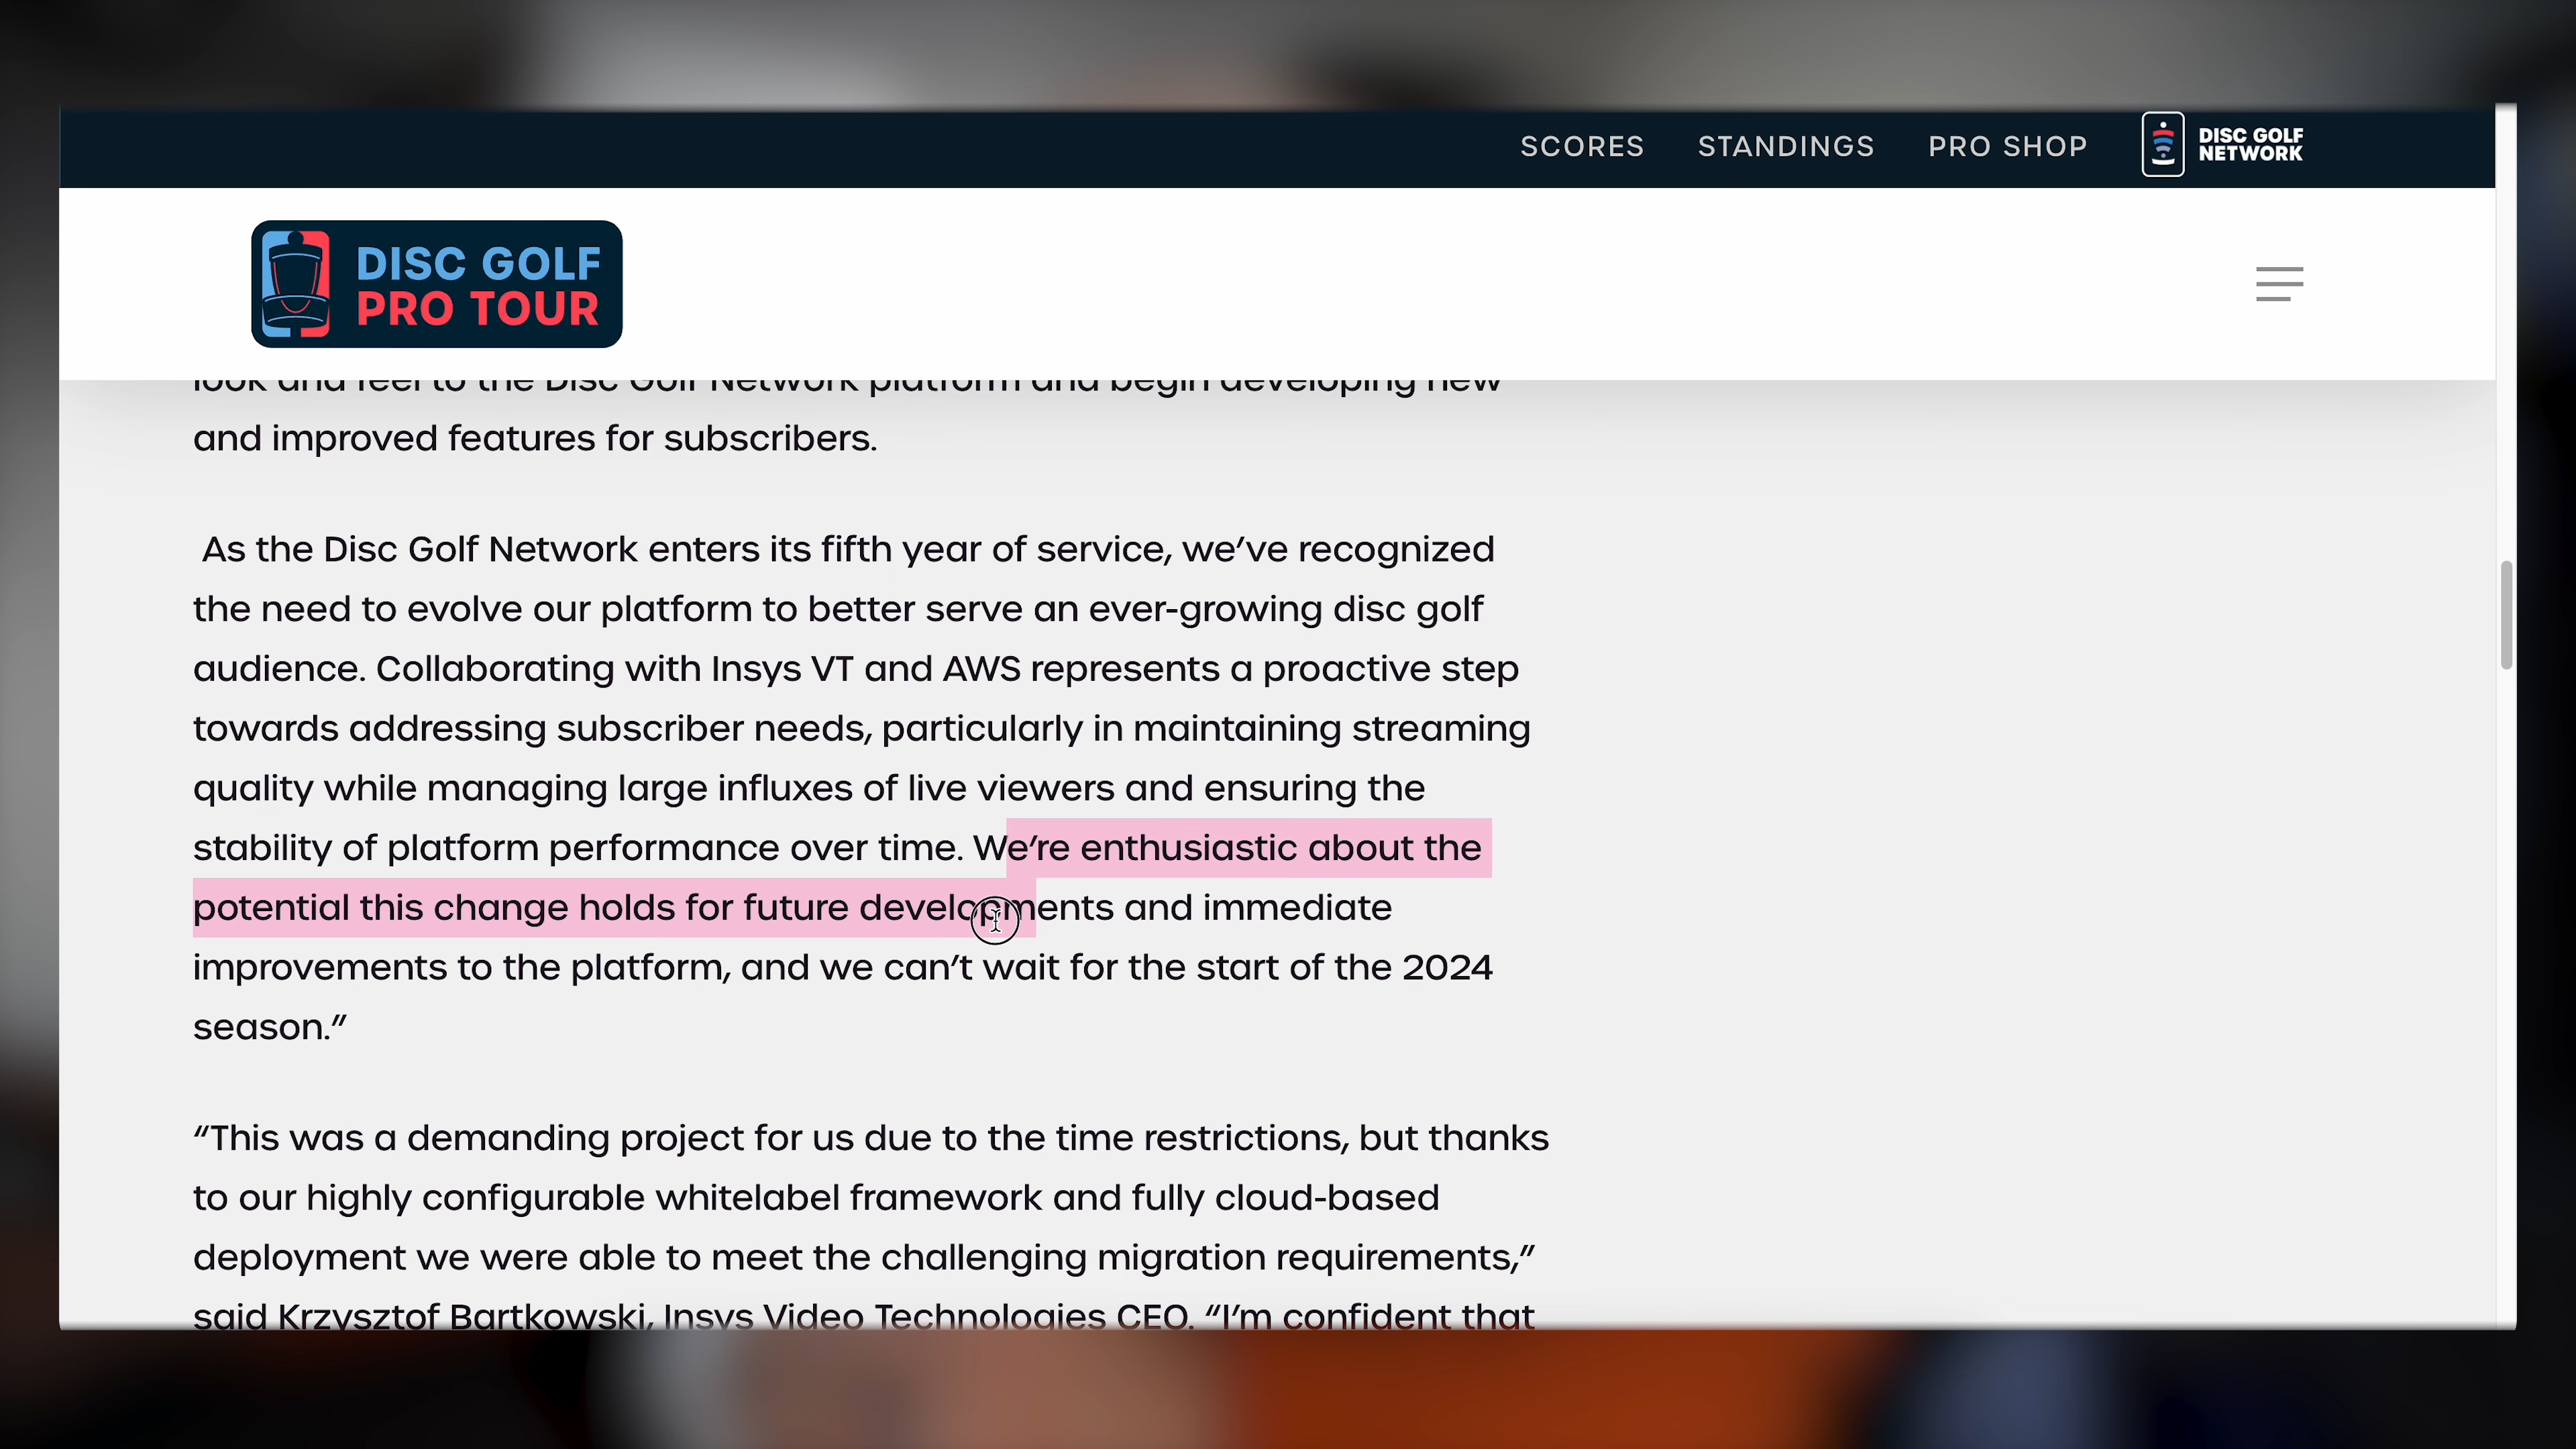 SCORES STANDINGS PRO SHOP DISC GOLF NETWORK
DISC GOLF
PRO TOUR
look and feel to the Disc Golf Network platform and begin developing new
and improved features for subscribers.
As the Disc Golf Network enters its fifth year of service, we’ve recognized
the need to evolve our platform to better serve an ever-growing disc golf
audience. Collaborating with Insys VT and AWS represents a proactive step
towards addressing subscriber needs, particularly in maintaining streaming
quality while managing large influxes of live viewers and ensuring the
stability of platform performance over time. We’re enthusiastic about the
potential this change holds for future developments and immediate
improvements to the platform, and we can’t wait for the start of the 2024
season.”
“This was a demanding project for us due to the time restrictions, but thanks
to our highly configurable whitelabel framework and fully cloud-based
deployment we were able to meet the challenging migration requirements,”
said Krzysztof Bartkowski, Insys Video Technologies CEO. “I’m confident that